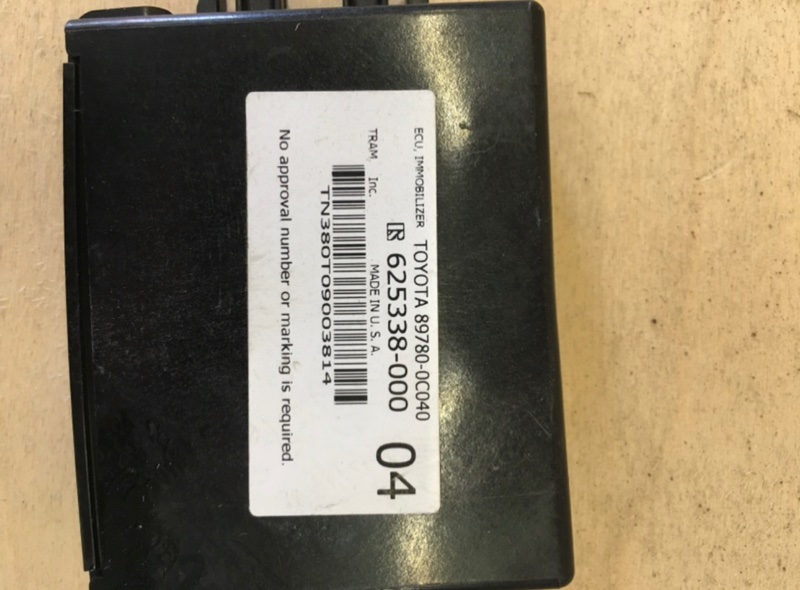 ECU, IMMOBILIZER TOYOTA 89780-0C040
625338-000 04
TRAM, Inc. MADE IN U. S. A.
TN380T09003814
No approval number or marking is required.